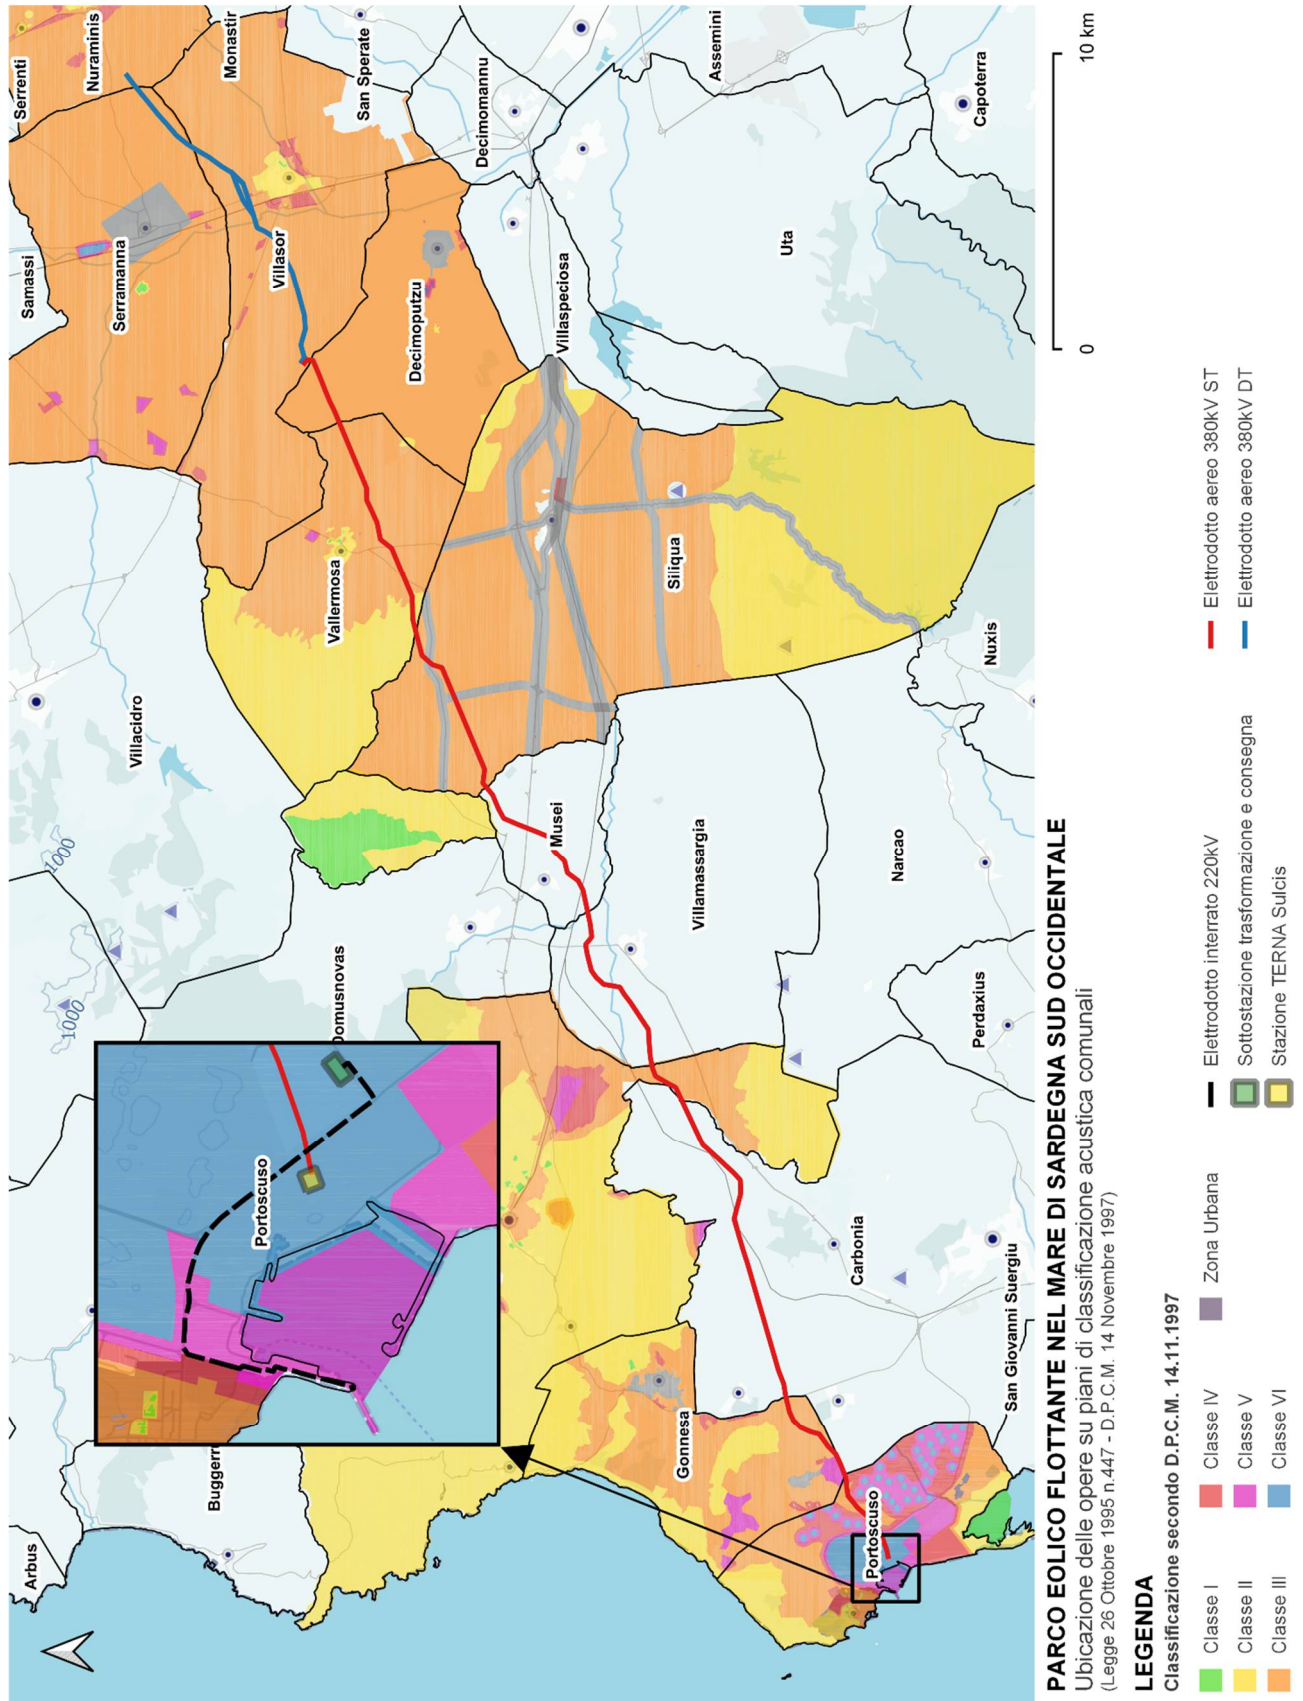 Serrenti
Nuraminis
Monastir
San Sperate
Decimomannu
Assemini
Capoterra
Samassi
Serramanna
Villasor
Decimoputzu
Villaspeciosa
Uta
Vallermosa
Siliqua
Nuxis
Villacidro
1000
1000
Musei
Villamassargia
Narcao
Domusnovas
Perdaxius
Portoscuso
Carbonia
San Giovanni Suergiu
Arbus
Buggerru
Gonnesa
Portoscuso
0
10 km
PARCO EOLICO FLOTTANTE NEL MARE DI SARDEGNA SUD OCCIDENTALE
Ubicazione delle opere su piani di classificazione acustica comunali
(Legge 26 Ottobre 1995 n.447 - D.P.C.M. 14 Novembre 1997)
LEGENDA
Classificazione secondo D.P.C.M. 14.11.1997
Classe I
Classe II
Classe III
Classe IV
Classe V
Classe VI
Zona Urbana
Elettrodotto interrato 220kV
Sottostazione trasformazione e consegna
Stazione TERNA Sulcis
Elettrodotto aereo 380kV ST
Elettrodotto aereo 380kV DT